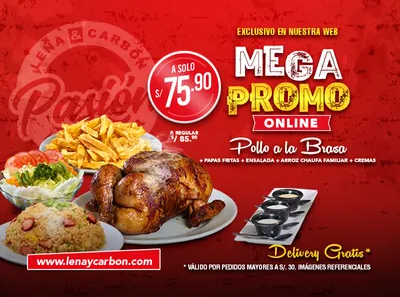 EXCLUSIVO EN NUESTRA WEB
LEÑA & CARBÓN
Pasión
A SOLO
S/ 75.90
P. REGULAR
S/ 85.90
MEGA
PROMO
ONLINE
Pollo a la Brasa
+ PAPAS FRITAS + ENSALADA + ARROZ CHAUFA FAMILIAR + CREMAS
Delivery Gratis*
www.lenaycarbon.com
* VÁLIDO POR PEDIDOS MAYORES A S/. 30. IMÁGENES REFERENCIALES